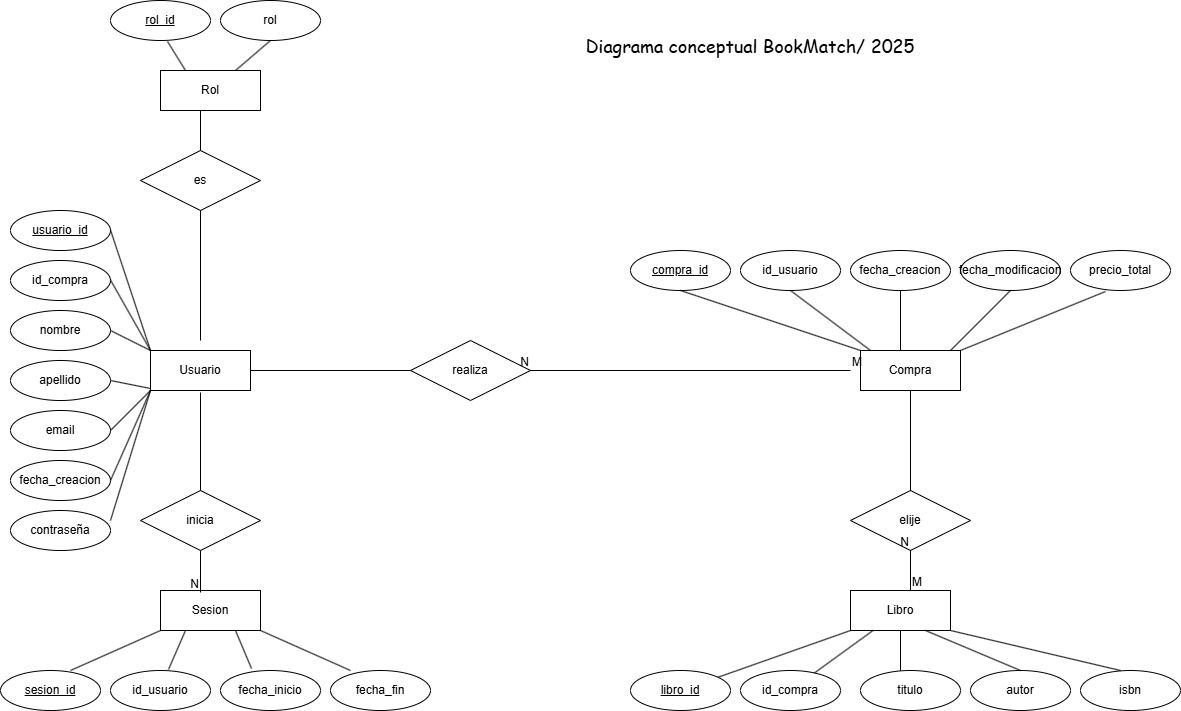 rol_id
rol
Diagrama conceptual BookMatch/ 2025
Rol
es
usuario_id
id_compra
nombre
apellido
email
fecha_creacion
contraseña
Usuario
realiza
N
M
compra_id
id_usuario
fecha_creacion
fecha_modificacion
precio_total
Compra
inicia
N
Sesion
sesion_id
id_usuario
fecha_inicio
fecha_fin
elije
N
M
Libro
libro_id
id_compra
titulo
autor
isbn